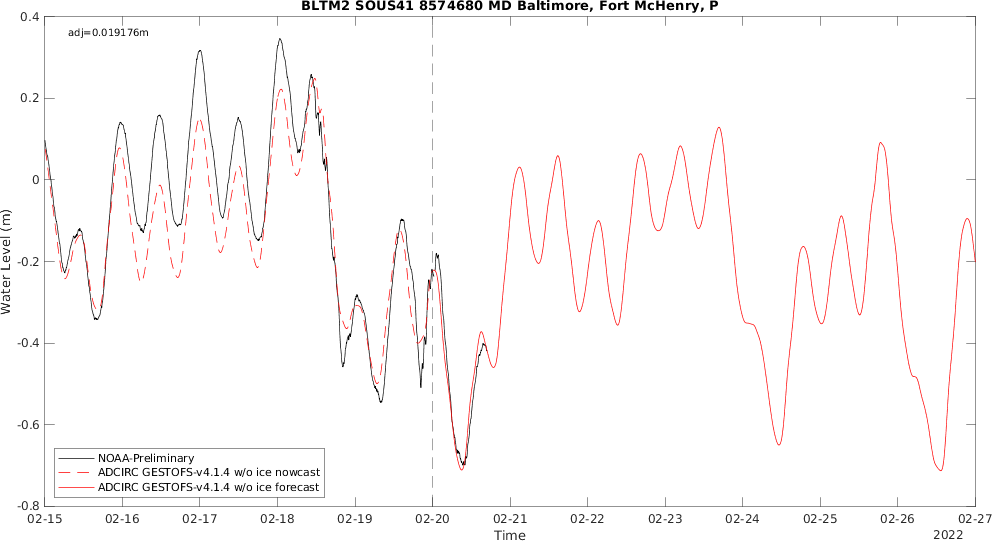 BLTM2 SOUS41 8574680 MD Baltimore, Fort McHenry, P
adj=0.019176m
0.4
0.2
0
-0.2
-0.4
-0.6
-0.8
Water Level (m)
NOAA-Preliminary
ADCIRC GESTOFS-v4.1.4 w/o ice nowcast
ADCIRC GESTOFS-v4.1.4 w/o ice forecast
02-15 02-16 02-17 02-18 02-19 02-20 02-21 02-22 02-23 02-24 02-25 02-26 02-27
Time
2022